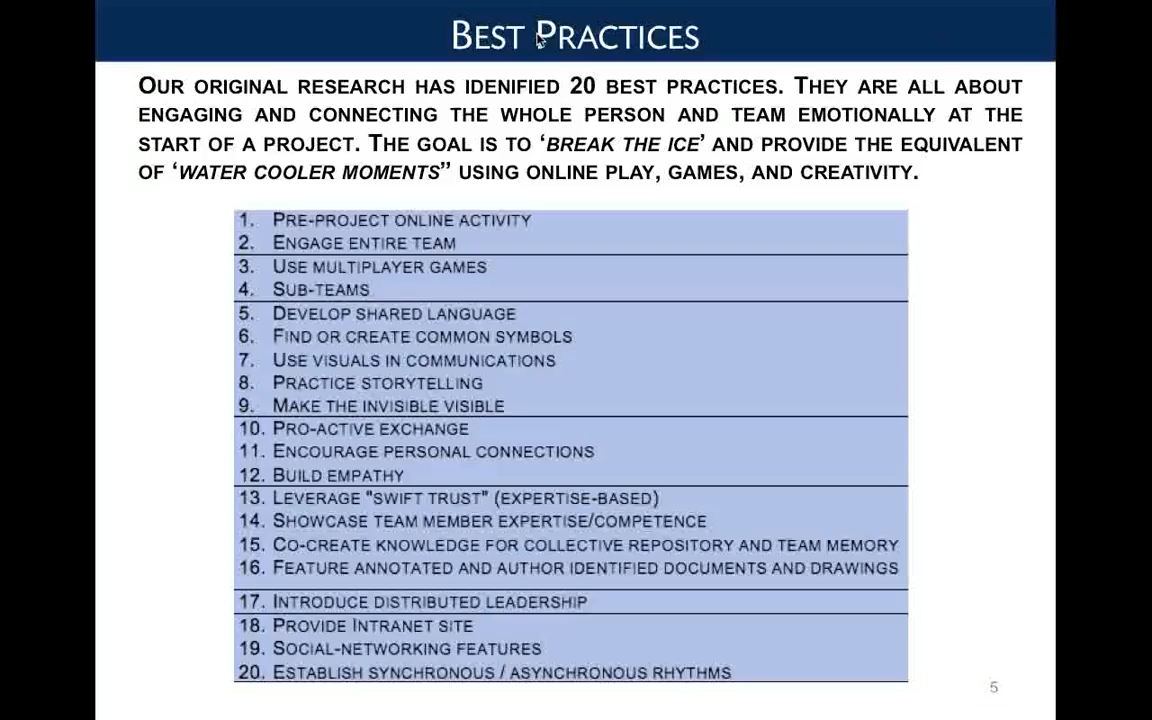 BEST PRACTICES
OUR ORIGINAL RESEARCH HAS IDENIFIED 20 BEST PRACTICES. THEY ARE ALL ABOUT
ENGAGING AND CONNECTING THE WHOLE PERSON AND TEAM EMOTIONALLY AT THE
START OF A PROJECT. THE GOAL IS TO ‘BREAK THE ICE’ AND PROVIDE THE EQUIVALENT
OF ‘WATER COOLER MOMENTS” USING ONLINE PLAY, GAMES, AND CREATIVITY.
1. PRE-PROJECT ONLINE ACTIVITY
2. ENGAGE ENTIRE TEAM
3. USE MULTIPLAYER GAMES
4. SUB-TEAMS
5. DEVELOP SHARED LANGUAGE
6. FIND OR CREATE COMMON SYMBOLS
7. USE VISUALS IN COMMUNICATIONS
8. PRACTICE STORYTELLING
9. MAKE THE INVISIBLE VISIBLE
10. PRO-ACTIVE EXCHANGE
11. ENCOURAGE PERSONAL CONNECTIONS
12. BUILD EMPATHY
13. LEVERAGE "SWIFT TRUST" (EXPERTISE-BASED)
14. SHOWCASE TEAM MEMBER EXPERTISE/COMPETENCE
15. CO-CREATE KNOWLEDGE FOR COLLECTIVE REPOSITORY AND TEAM MEMORY
16. FEATURE ANNOTATED AND AUTHOR IDENTIFIED DOCUMENTS AND DRAWINGS
17. INTRODUCE DISTRIBUTED LEADERSHIP
18. PROVIDE INTRANET SITE
19. SOCIAL-NETWORKING FEATURES
20. ESTABLISH SYNCHRONOUS / ASYNCHRONOUS RHYTHMS
5